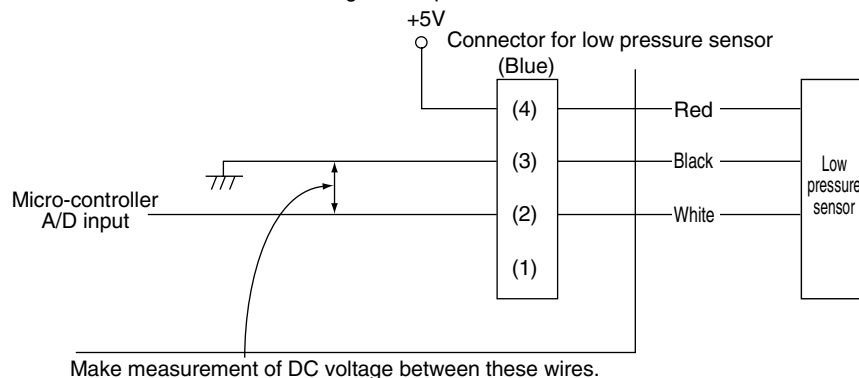 +5V
Connector for low pressure sensor
(Blue)
(4)
Red
(3)
Black
Low
pressure
sensor
Micro-controller
A/D input
(2)
White
(1)
Make measurement of DC voltage between these wires.